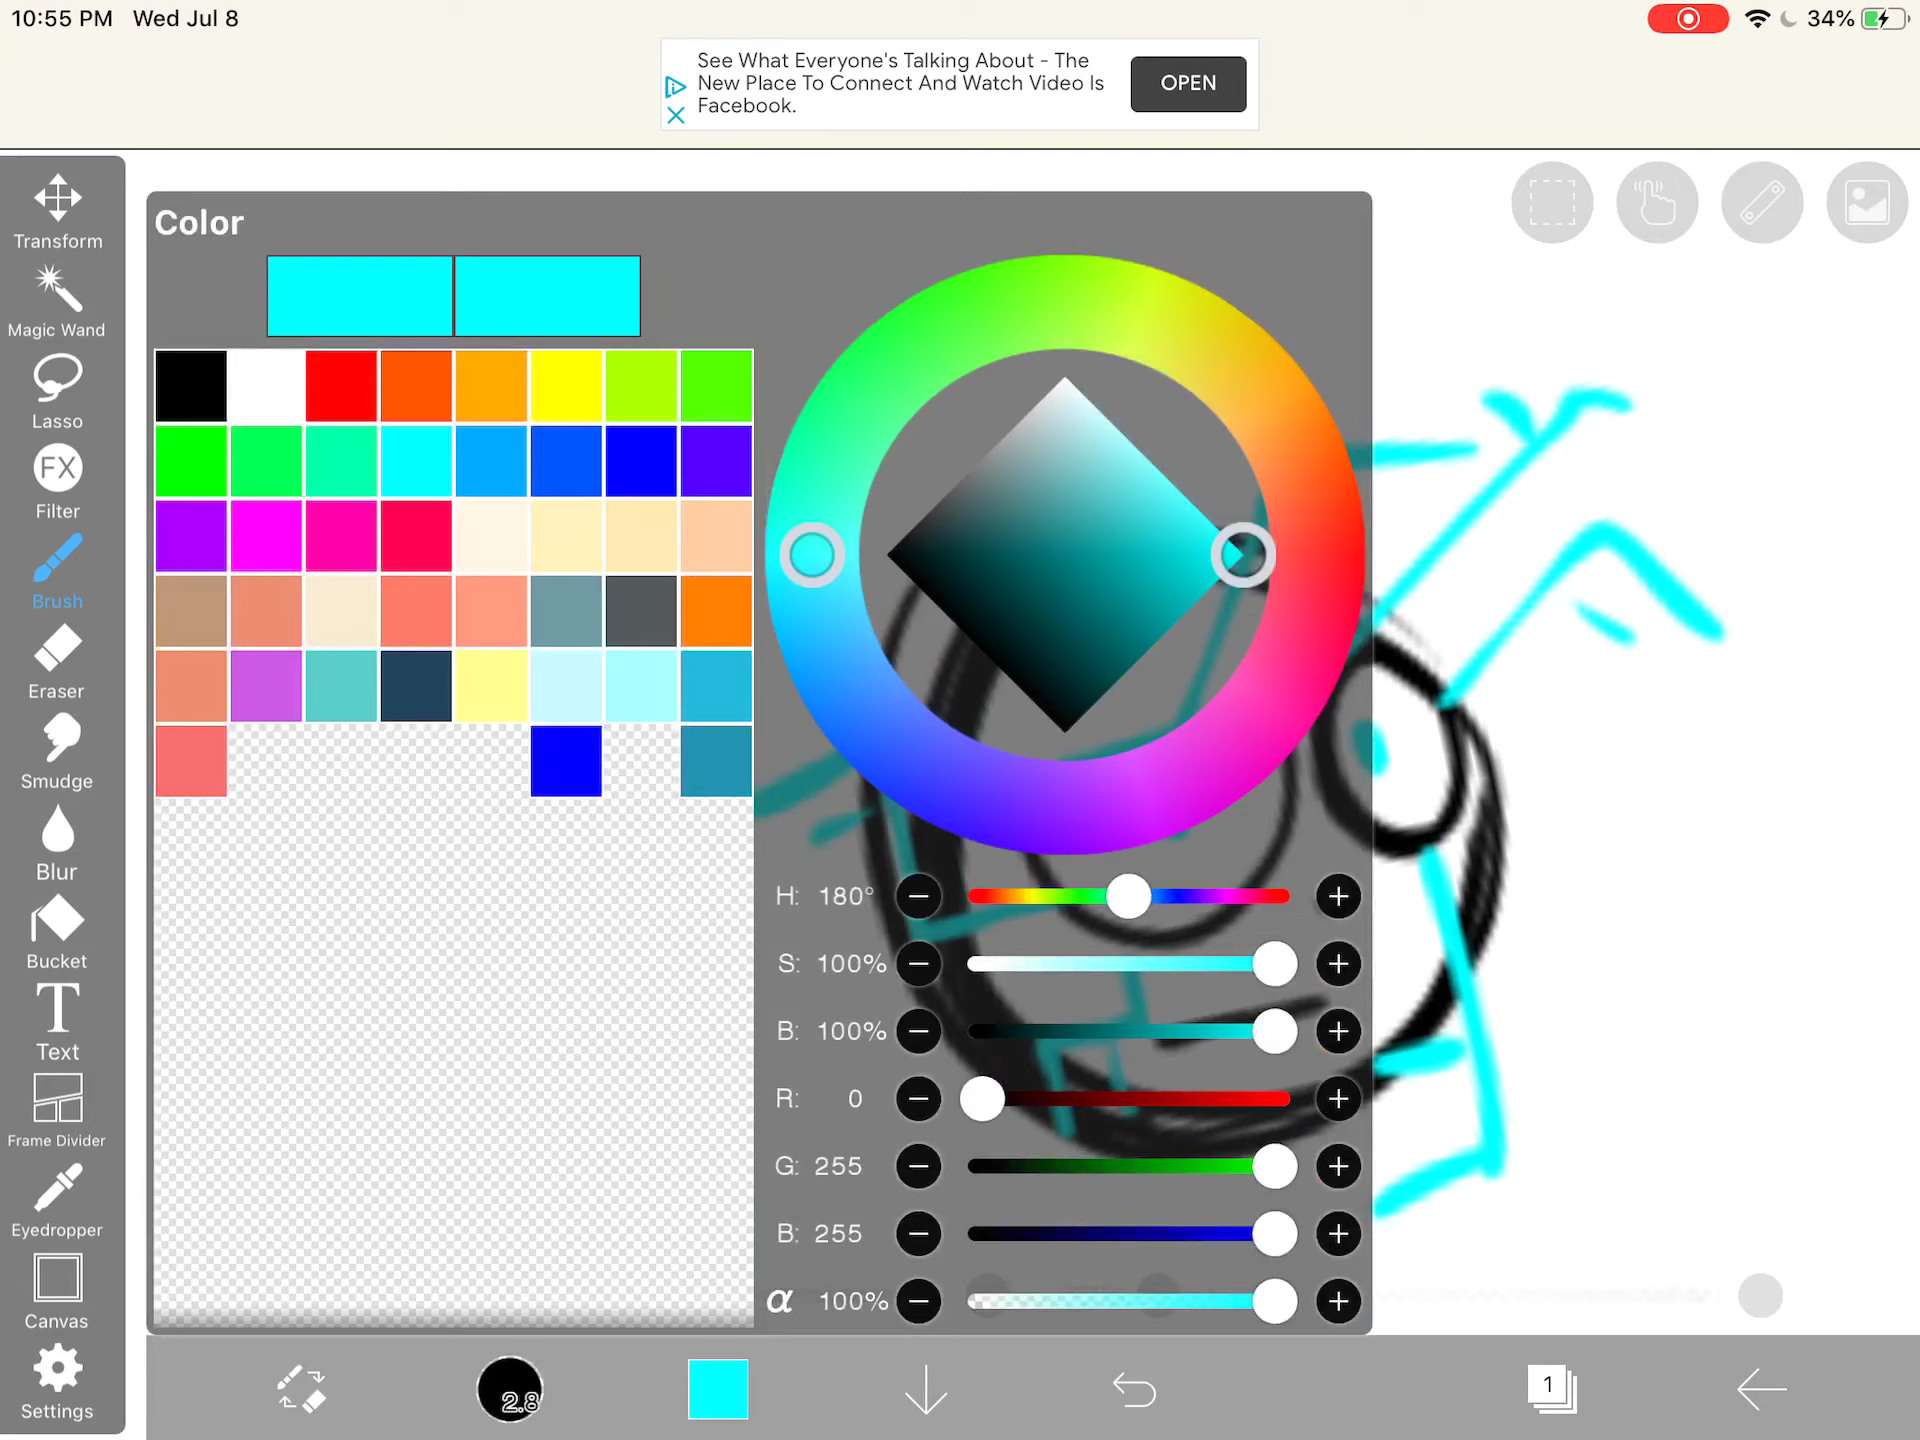 10:55 PM Wed Jul 8
34%
See What Everyone's Talking About - The
New Place To Connect And Watch Video Is
Facebook.
OPEN
Transform
Magic Wand
Lasso
FX
Filter
Brush
Eraser
Smudge
Blur
Bucket
T
Text
Frame Divider
Eyedropper
Canvas
Settings
Color
H: 180°
S: 100%
B: 100%
R: 0
G: 255
B: 255
α 100%
2.8
1